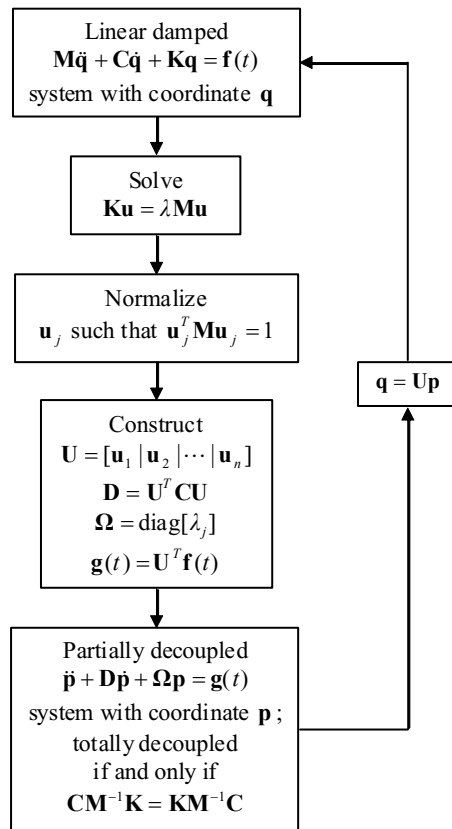 Linear damped
Mq̈ + Cq̇ + Kq = f(t)
system with coordinate q
Solve
Ku = λMu
Normalize
u_j such that u_j^T Mu_j = 1
q = Up
Construct
U = [u_1 | u_2 | ⋯ | u_n]
D = U^T CU
Ω = diag[λ_j]
g(t) = U^T f(t)
Partially decoupled
p̈ + Dṗ + Ωp = g(t)
system with coordinate p ;
totally decoupled
if and only if
CM^{-1}K = KM^{-1}C